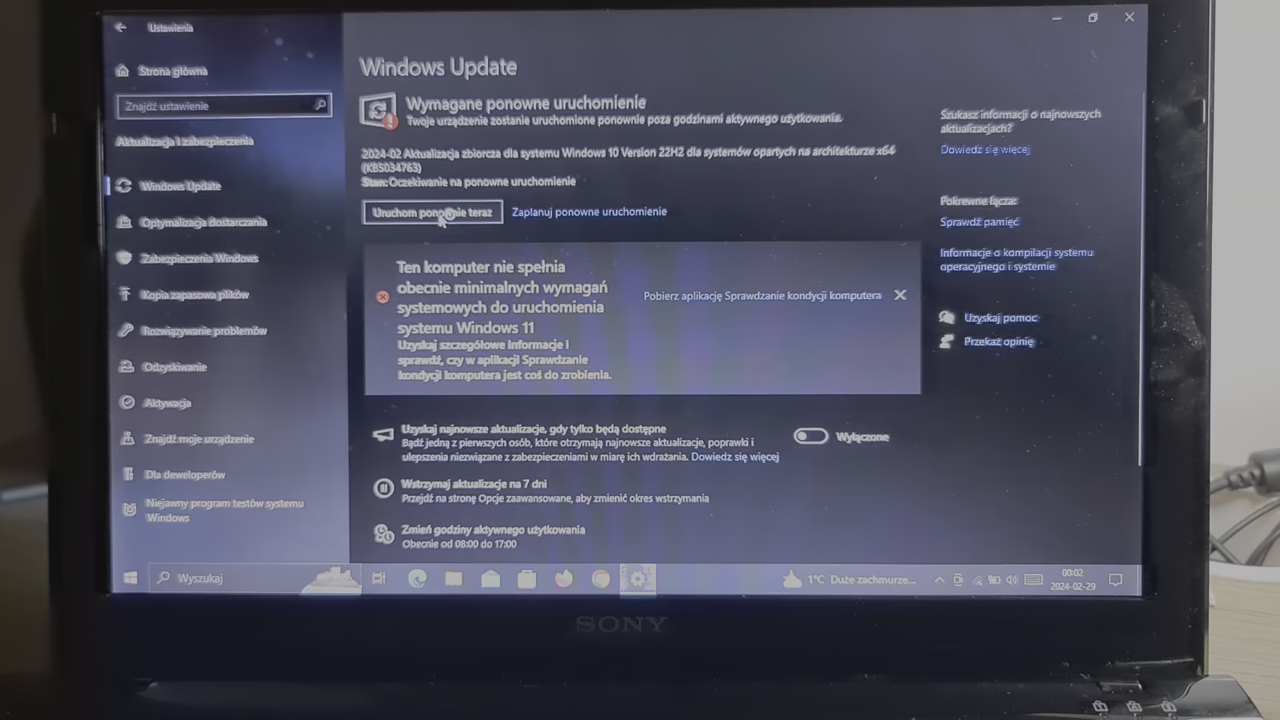 Ustawienia
Strona główna
Znajdź ustawienie
Aktualizacja i zabezpieczenia
Windows Update
Optymalizacja dostarczania
Zabezpieczenia Windows
Kopia zapasowa plików
Rozwiązywanie problemów
Odzyskiwanie
Aktywacja
Znajdź moje urządzenie
Dla deweloperów
Niejawny program testów systemu
Windows
Windows Update
Wymagane ponowne uruchomienie
Twoje urządzenie zostanie uruchomione ponownie poza godzinami aktywnego użytkowania.
2024-02 Aktualizacja zbiorcza dla systemu Windows 10 Version 22H2 dla systemów opartych na architekturze x64
(KB5034763)
Stan: Oczekiwanie na ponowne uruchomienie
Uruchom ponownie teraz
Zaplanuj ponowne uruchomienie
Ten komputer nie spełnia
obecnie minimalnych wymagań
systemowych do uruchomienia
systemu Windows 11
Uzyskaj szczegółowe informacje i
sprawdź, czy w aplikacji Sprawdzanie
kondycji komputera jest coś do zrobienia.
Pobierz aplikację Sprawdzanie kondycji komputera
Uzyskaj najnowsze aktualizacje, gdy tylko będą dostępne
Bądź jedną z pierwszych osób, które otrzymają najnowsze aktualizacje, poprawki i
ulepszenia niezwiązane z zabezpieczeniami w miarę ich wdrażania. Dowiedz się więcej
Wyłączone
Wstrzymaj aktualizacje na 7 dni
Przejdź na stronę Opcje zaawansowane, aby zmienić okres wstrzymania
Zmień godziny aktywnego użytkowania
Obecnie od 08:00 do 17:00
Szukasz informacji o najnowszych
aktualizacjach?
Dowiedz się więcej
Pokrewne łącza:
Sprawdź pamięć
Informacje o kompilacji systemu
operacyjnego i systemie
Uzyskaj pomoc
Przekaż opinię
Wyszukaj
1°C Duże zachmurze...
00:02
2024-02-29
SONY